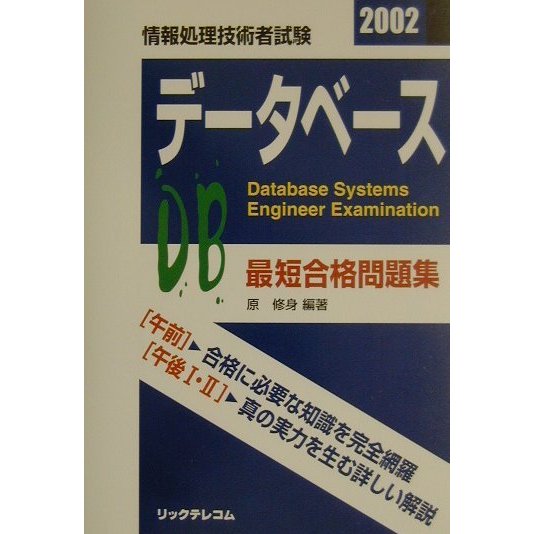 情報処理技術者試験
2002
データベース
D.B.
Database Systems
Engineer Examination
最短合格問題集
原 修身 編著
[午前]▶合格に必要な知識を完全網羅
[午後Ⅰ・Ⅱ]▶真の実力を生む詳しい解説
リックテレコム